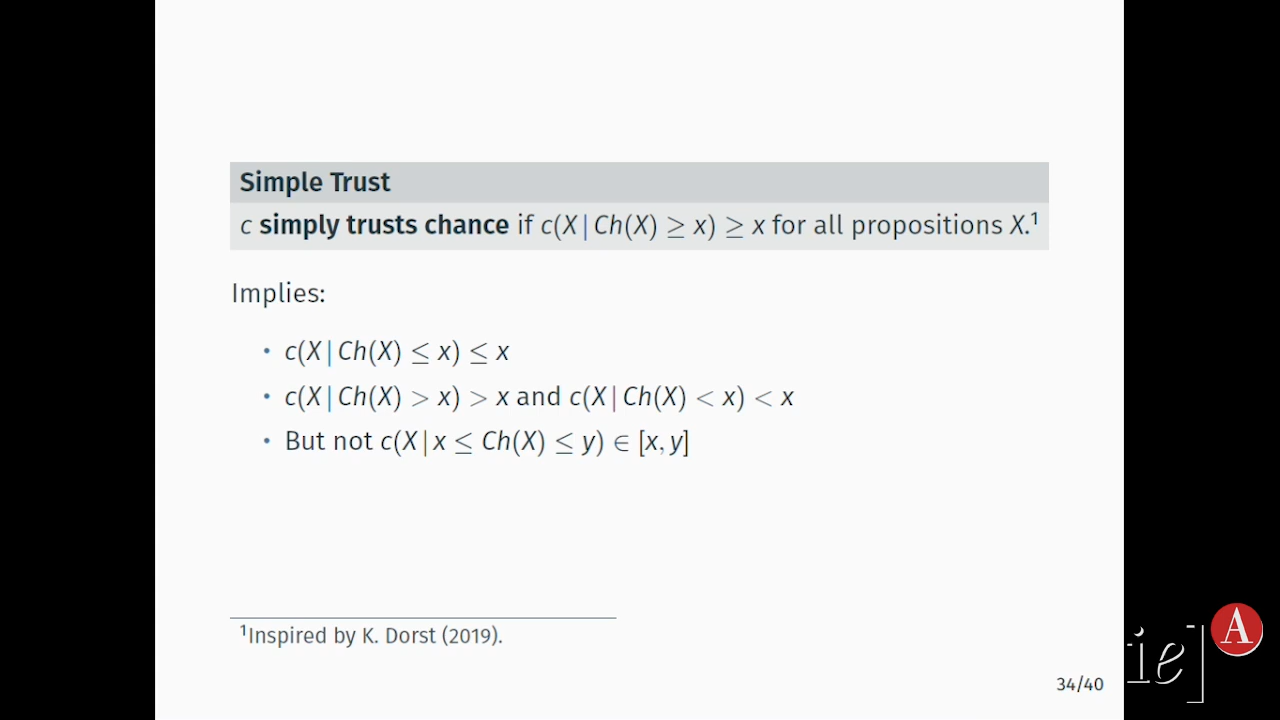 Simple Trust
c simply trusts chance if c(X | Ch(X) ≥ x) ≥ x for all propositions X.¹
Implies:
• c(X | Ch(X) ≤ x) ≤ x
• c(X | Ch(X) > x) > x and c(X | Ch(X) < x) < x
• But not c(X | x ≤ Ch(X) ≤ y) ∈ [x, y]
¹Inspired by K. Dorst (2019).
34/40
ie]
A